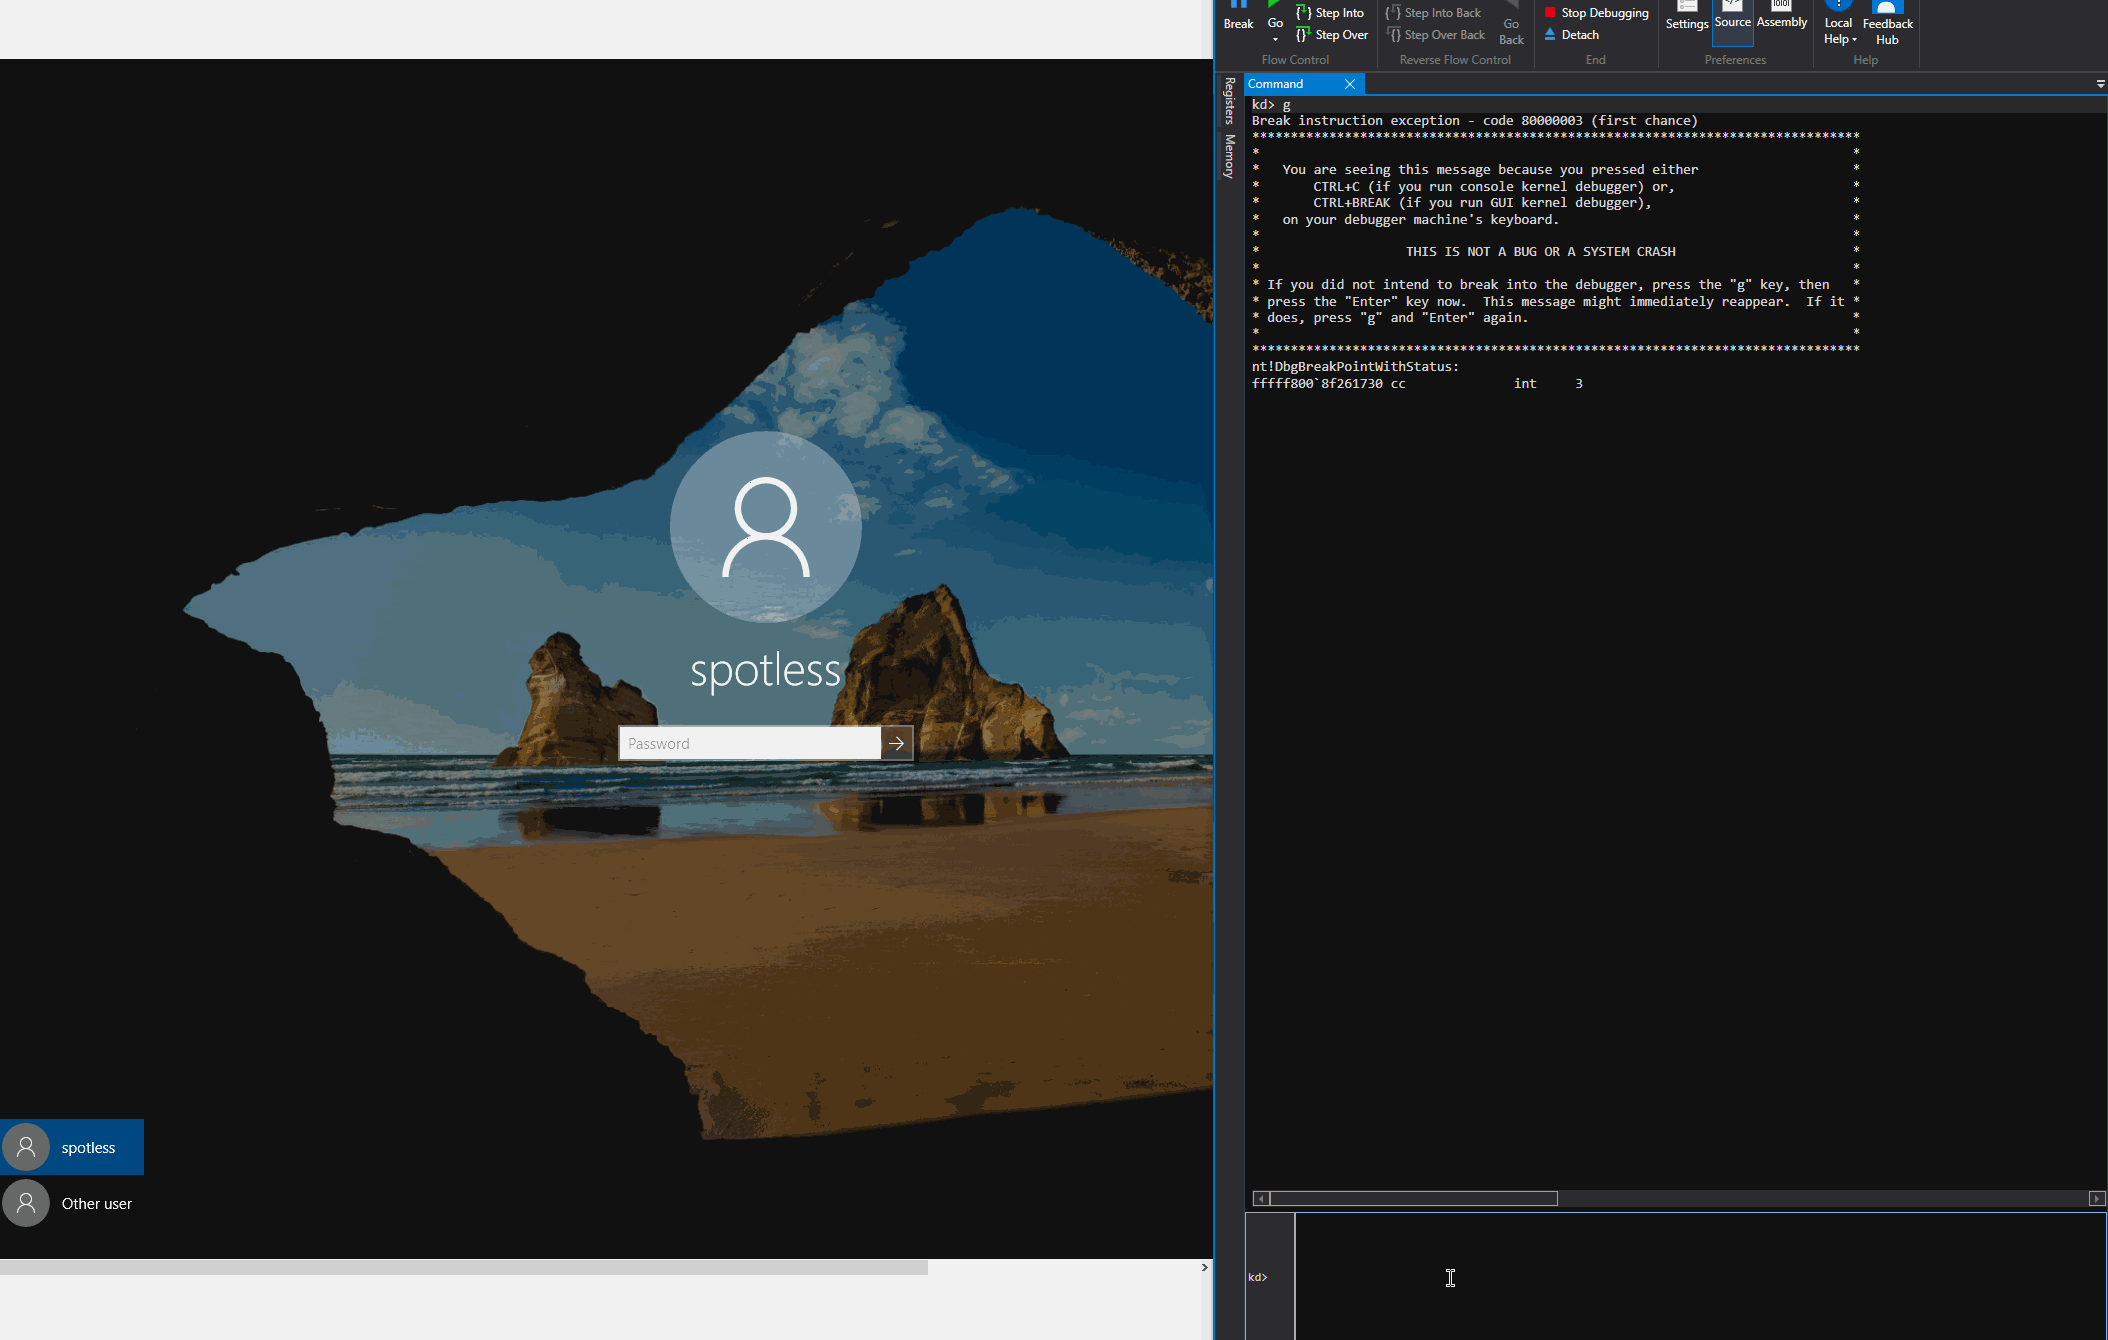 spotless
Password
spotless
Other user
Break
Go
Step Into
Step Over
Flow Control
Step Into Back
Step Over Back
Go
Back
Reverse Flow Control
Stop Debugging
Detach
End
Settings
Source
Assembly
Preferences
Local
Help
Feedback
Hub
Help
Registers
Memory
Command
kd> g
Break instruction exception - code 80000003 (first chance)
*******************************************************************************
*                                                                             *
*   You are seeing this message because you pressed either                    *
*       CTRL+C (if you run console kernel debugger) or,                       *
*       CTRL+BREAK (if you run GUI kernel debugger),                          *
*   on your debugger machine's keyboard.                                      *
*                                                                             *
*                   THIS IS NOT A BUG OR A SYSTEM CRASH                       *
*                                                                             *
* If you did not intend to break into the debugger, press the "g" key, then   *
* press the "Enter" key now.  This message might immediately reappear.  If it *
* does, press "g" and "Enter" again.                                          *
*                                                                             *
*******************************************************************************
nt!DbgBreakPointWithStatus:
fffff800`8f261730 cc              int     3
kd>